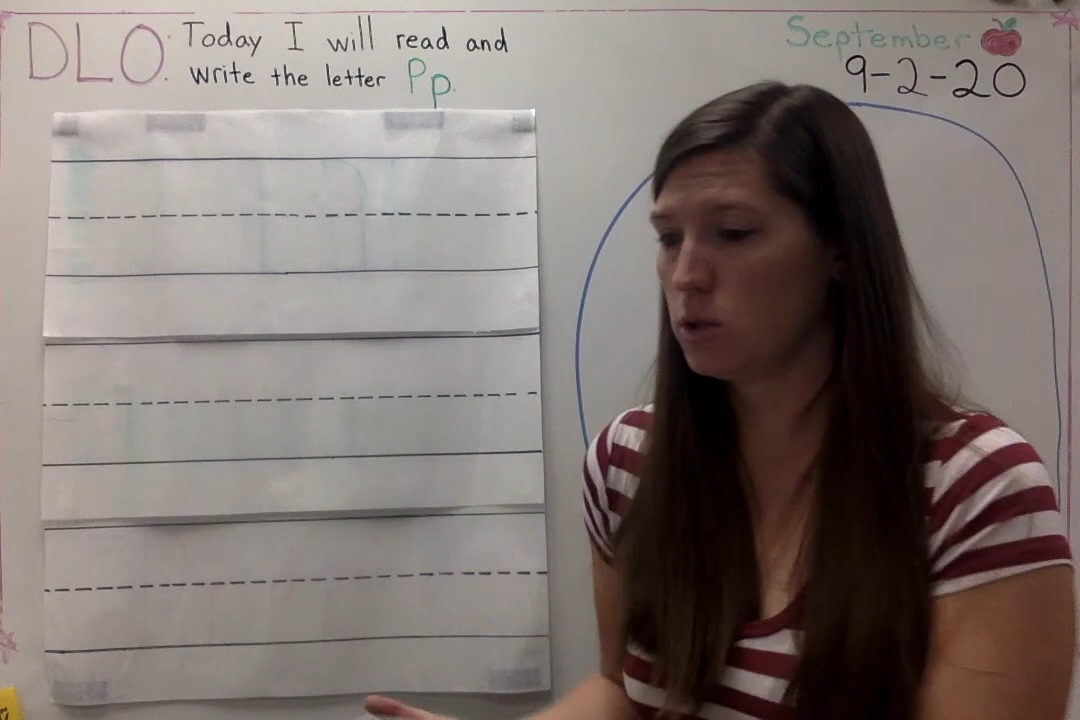 DLO: Today I will read and
write the letter Pp.
September
9-2-20